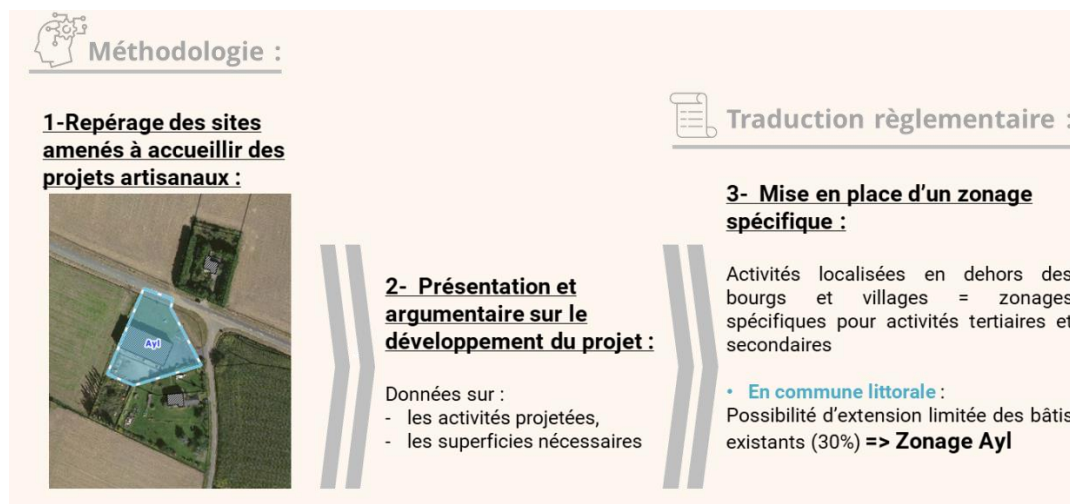 Méthodologie :
1-Repérage des sites
amenés à accueillir des
projets artisanaux :
Ayl
2- Présentation et
argumentaire sur le
développement du projet :
Données sur :
- les activités projetées,
- les superficies nécessaires
Traduction règlementaire :
3- Mise en place d'un zonage
spécifique :
Activités localisées en dehors des
bourgs et villages = zonages
spécifiques pour activités tertiaires et
secondaires
• En commune littorale :
Possibilité d'extension limitée des bâtis
existants (30%) => Zonage Ayl